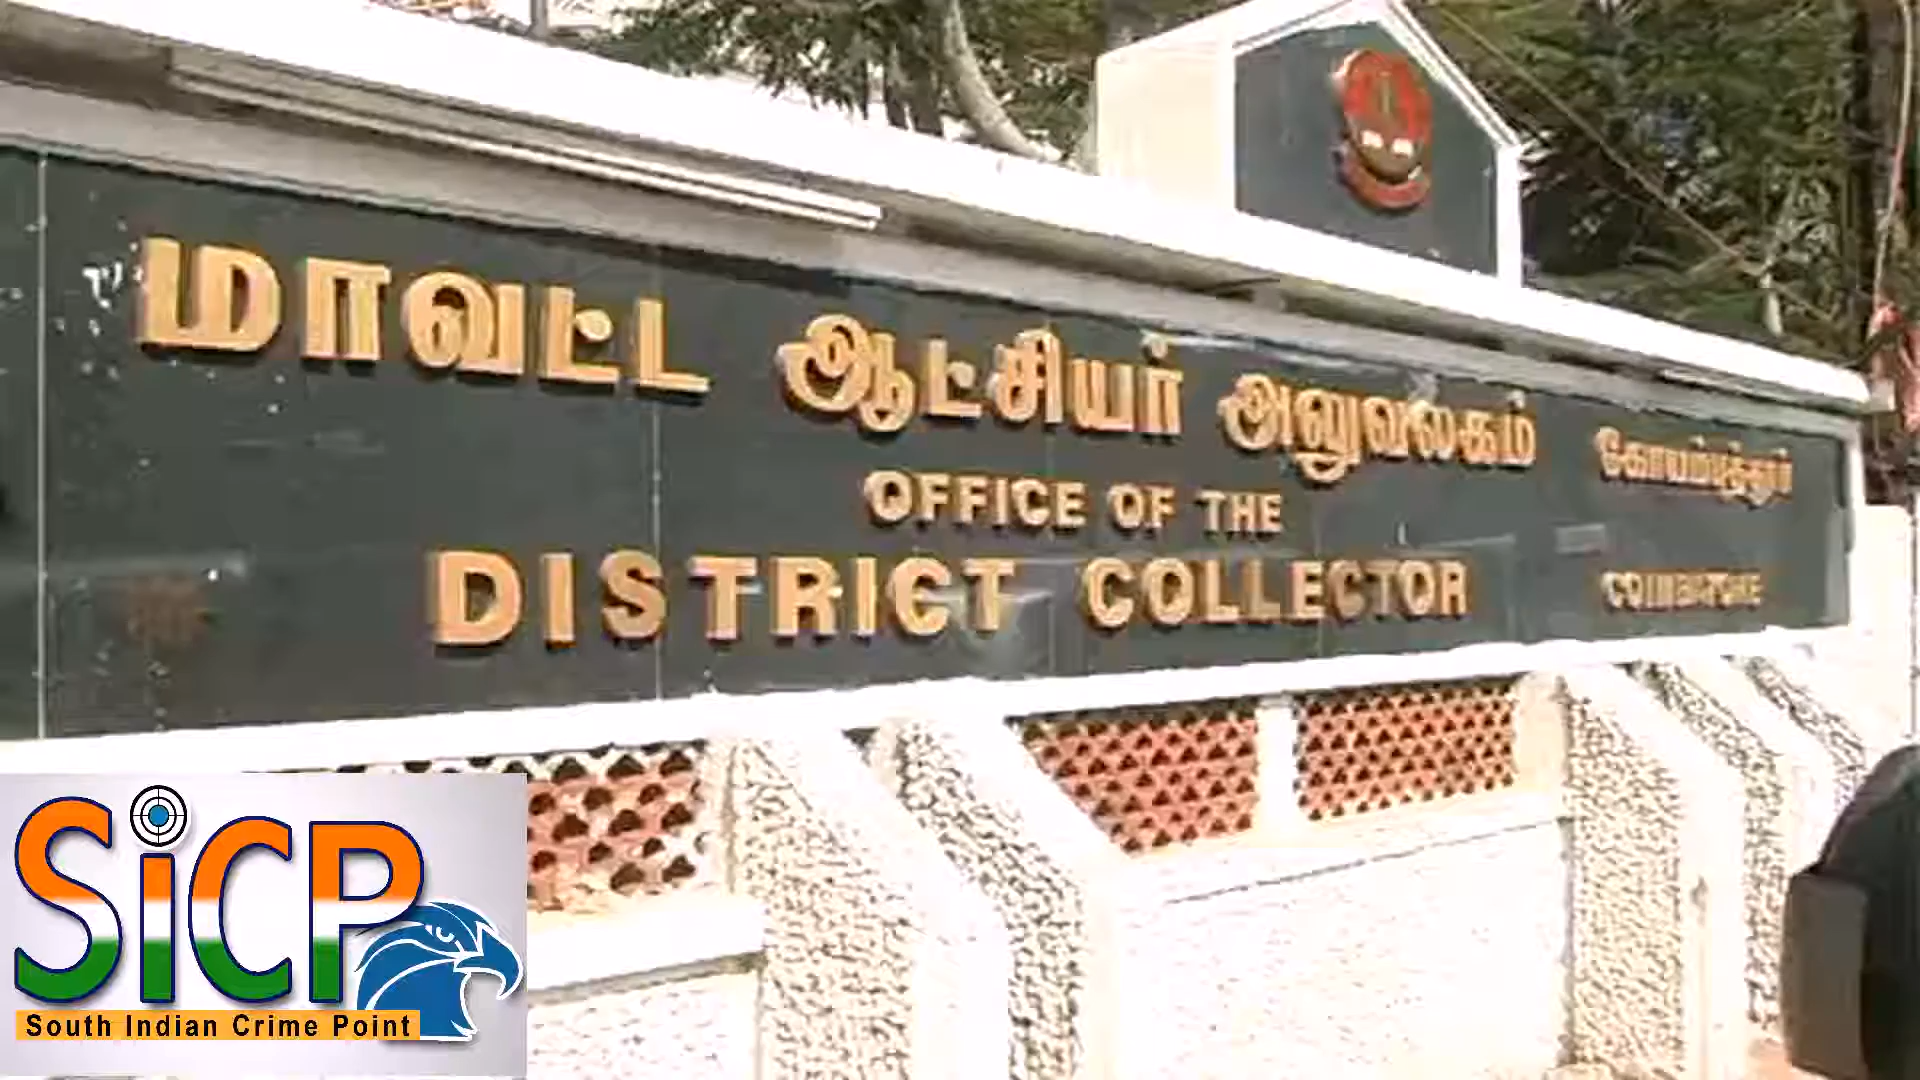 மாவட்ட ஆட்சியர் அலுவலகம் கோயம்புத்தூர்
OFFICE OF THE
DISTRICT COLLECTOR COIMBATORE
SiCP
South Indian Crime Point